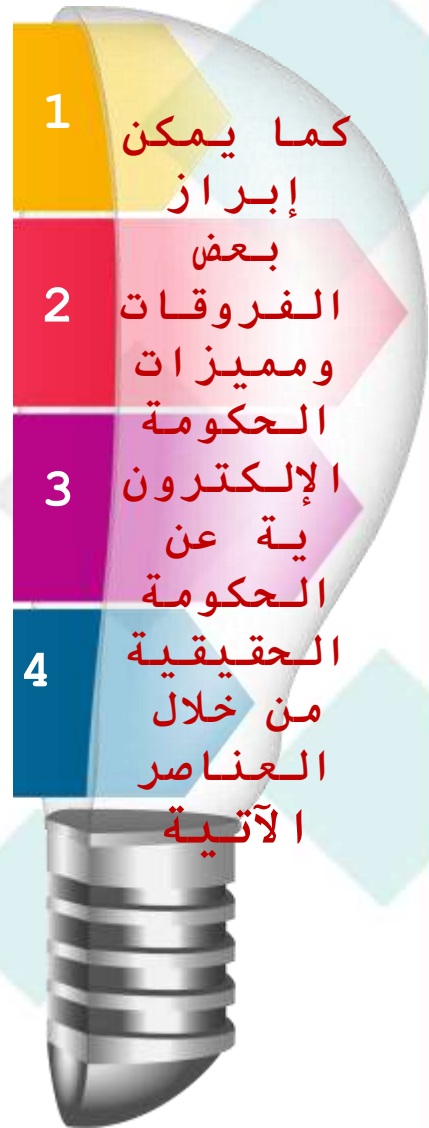 1
2
3
4
كما يمكن
إبراز
بعض
الفروقات
ومميزات
الحكومة
الإلكترون
ية عن
الحكومة
الحقيقية
من خلال
العناصر
الآتية